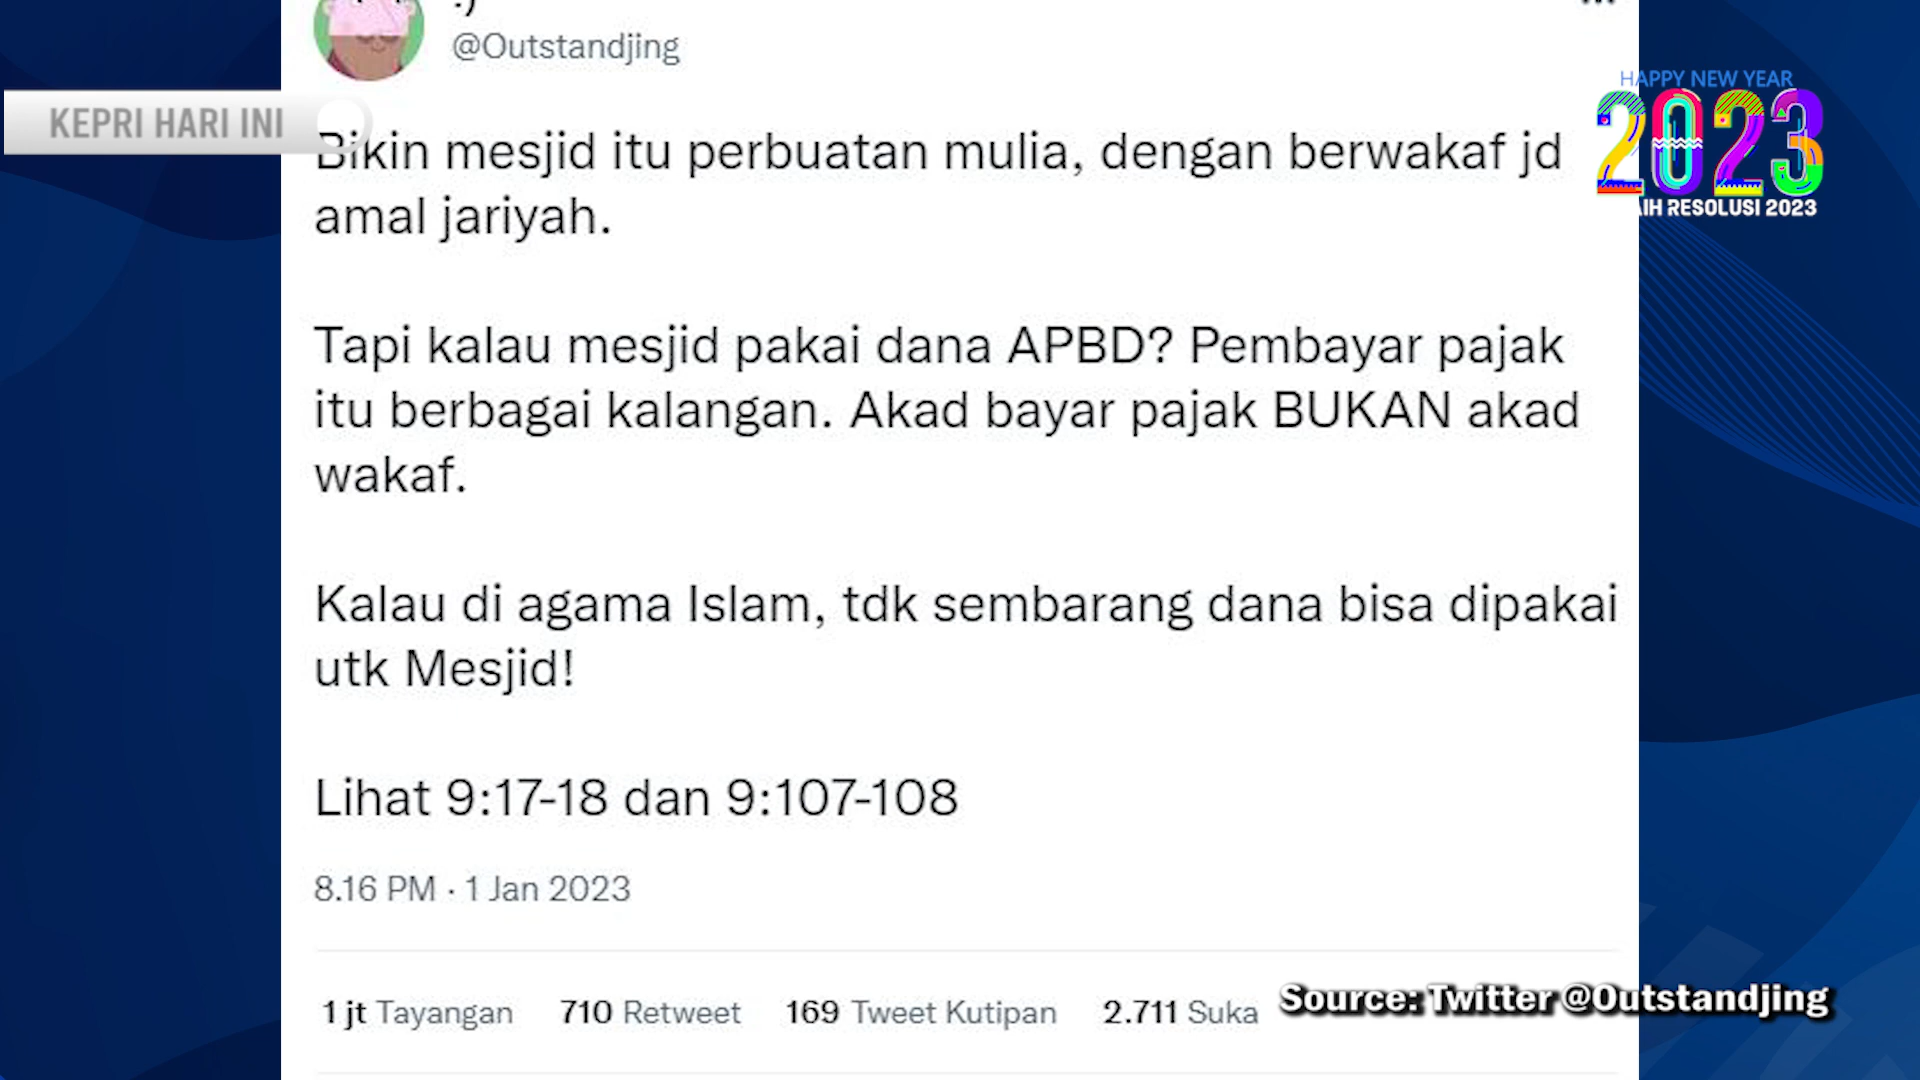 :)
@Outstandjing
HAPPY NEW YEAR
2023
AIH RESOLUSI 2023
KEPRI HARI INI
Bikin mesjid itu perbuatan mulia, dengan berwakaf jd
amal jariyah.
Tapi kalau mesjid pakai dana APBD? Pembayar pajak
itu berbagai kalangan. Akad bayar pajak BUKAN akad
wakaf.
Kalau di agama Islam, tdk sembarang dana bisa dipakai
utk Mesjid!
Lihat 9:17-18 dan 9:107-108
8.16 PM · 1 Jan 2023
1 jt Tayangan 710 Retweet 169 Tweet Kutipan 2.711 Suka
Source: Twitter @Outstandjing